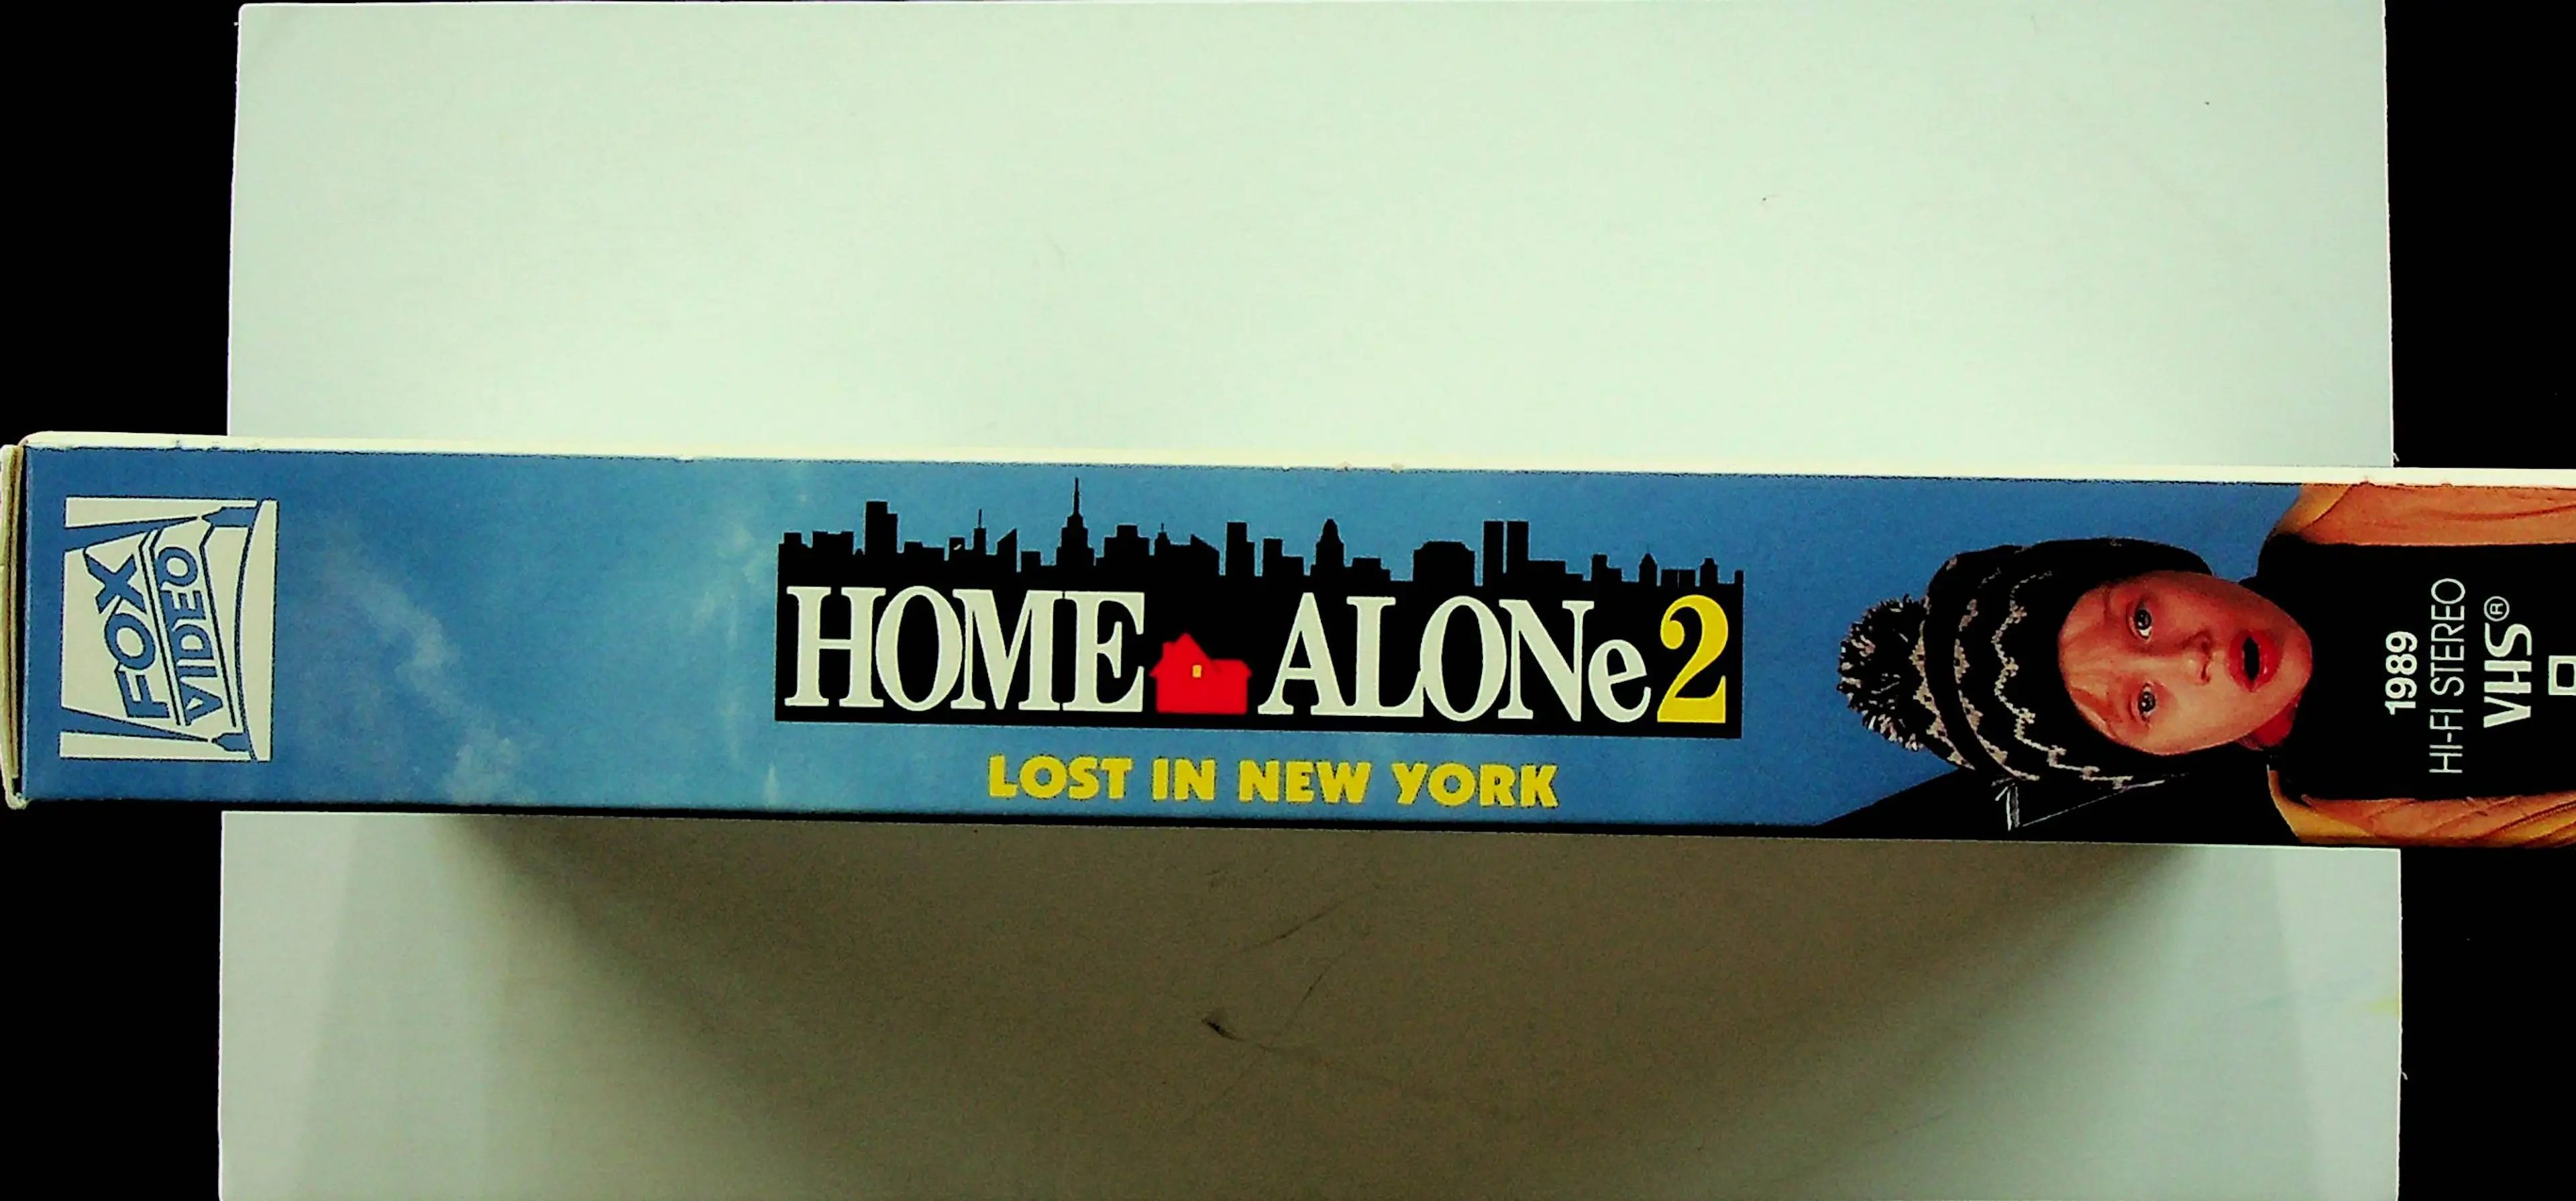 FOX
VIDEO
HOME ALONe 2
LOST IN NEW YORK
1989
HI-FI STEREO
VHS®